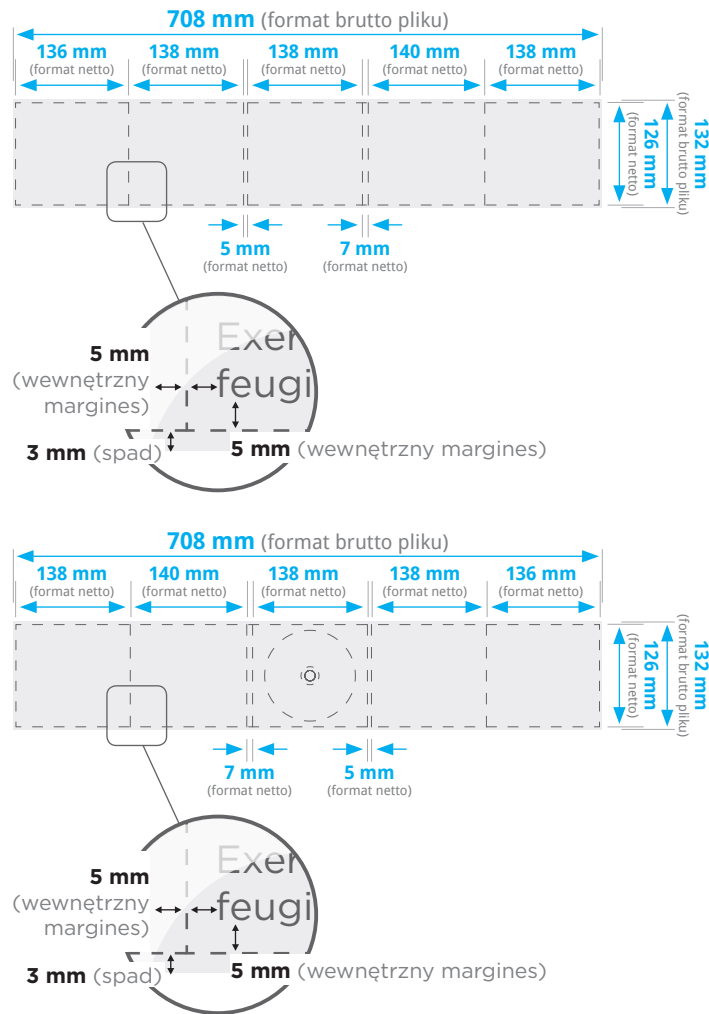 708 mm (format brutto pliku)
136 mm 138 mm 138 mm 140 mm 138 mm
(format netto) (format netto) (format netto) (format netto) (format netto)
126 mm
(format netto)
132 mm
(format brutto pliku)
5 mm 7 mm
(format netto) (format netto)
Exer
feugi
5 mm
(wewnętrzny
margines)
3 mm (spad)
5 mm (wewnętrzny margines)
708 mm (format brutto pliku)
138 mm 140 mm 138 mm 138 mm 136 mm
(format netto) (format netto) (format netto) (format netto) (format netto)
126 mm
(format netto)
132 mm
(format brutto pliku)
7 mm 5 mm
(format netto) (format netto)
Exer
feugi
5 mm
(wewnętrzny
margines)
3 mm (spad)
5 mm (wewnętrzny margines)